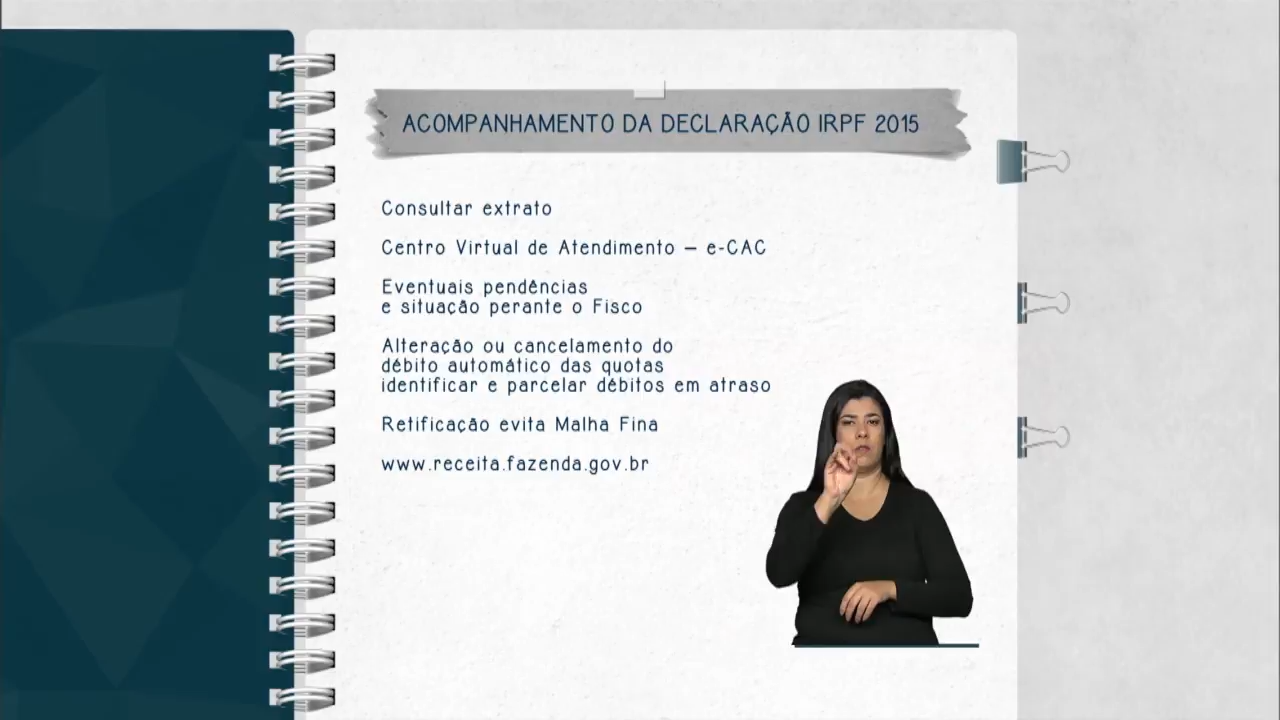 ACOMPANHAMENTO DA DECLARAÇÃO IRPF 2015
Consultar extrato
Centro Virtual de Atendimento – e-CAC
Eventuais pendências
e situação perante o Fisco
Alteração ou cancelamento do
débito automático das quotas
identificar e parcelar débitos em atraso
Retificação evita Malha Fina
www.receita.fazenda.gov.br